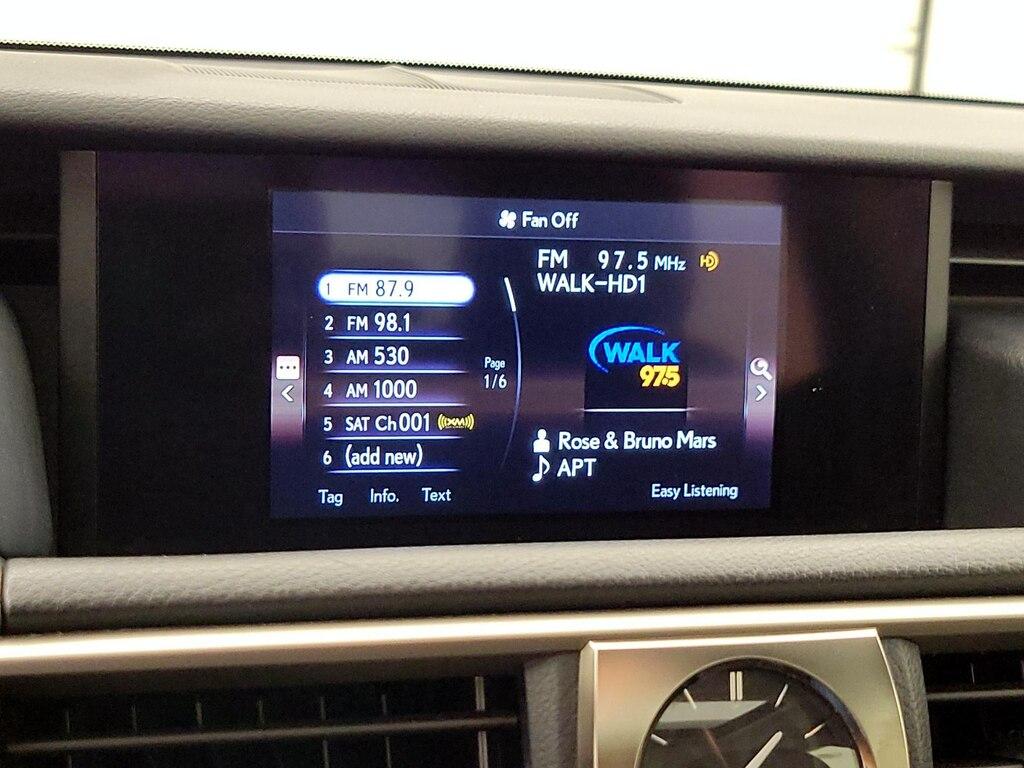 Fan Off
1 FM 87.9
2 FM 98.1
3 AM 530
4 AM 1000
5 SAT Ch001 ((XM))
6 (add new)
Tag Info. Text
Page
1/6
FM 97.5 MHz HD
WALK-HD1
WALK
97.5
Rose & Bruno Mars
APT
Easy Listening